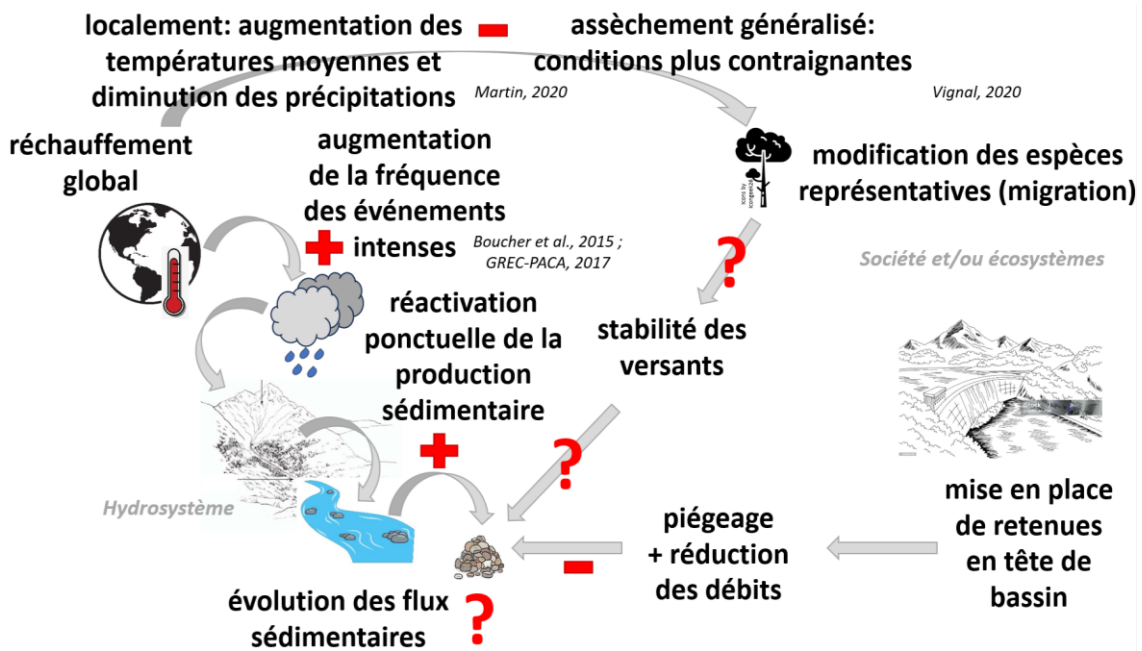 localement: augmentation des
températures moyennes et
diminution des précipitations
Martin, 2020
assèchement généralisé:
conditions plus contraignantes
Vignal, 2020
réchauffement
global
augmentation
de la fréquence
des événements
intenses
Boucher et al., 2015 ;
GREC-PACA, 2017
modification des espèces
représentatives (migration)
Icons by
?
Société et/ou écosystèmes
réactivation
ponctuelle de la
production
sédimentaire
stabilité des
versants
+
+
?
Hydrosystème
piégeage
+ réduction
des débits
mise en place
de retenues
en tête de
bassin
évolution des flux
sédimentaires
?